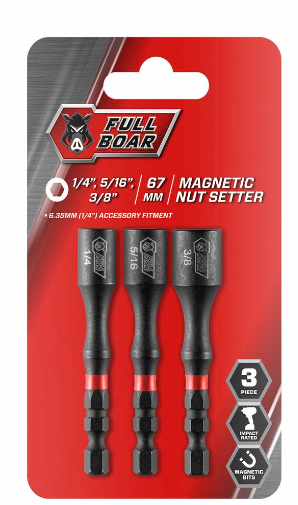 FULL
BOAR
1/4", 5/16", 3/8"
67 MM
MAGNETIC
NUT SETTER
• 6.35MM (1/4") ACCESSORY FITMENT
1/4
5/16
3/8
3
PIECE
IMPACT
RATED
MAGNETIC
BITS